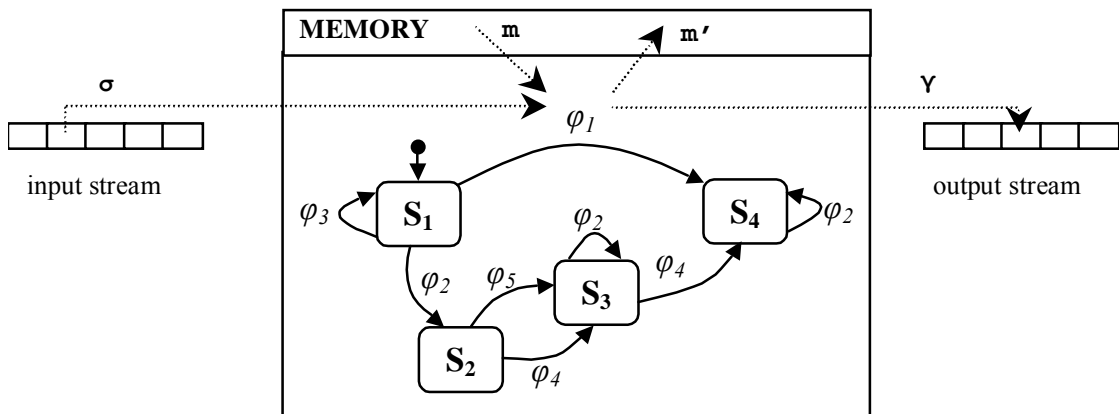 MEMORY
m
m'
σ
γ
φ1
input stream
output stream
S1
S4
φ3
φ2
φ2
φ2
φ5
φ4
S3
S2
φ4